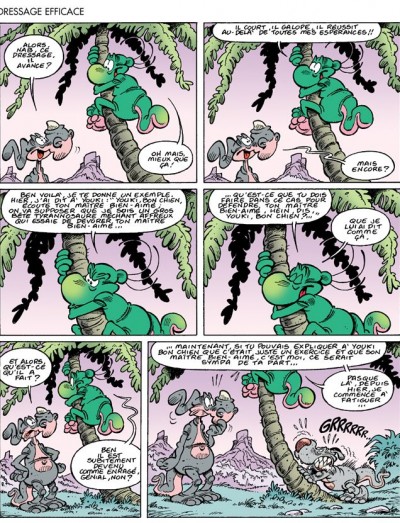 DRESSAGE EFFICACE
ALORS,
NAB, CE
DRESSAGE,
IL
AVANCE?
OH MAIS,
MIEUX QUE
ÇA!
IL COURT, IL GALOPE, IL RÉUSSIT
AU-DELÀ DE TOUTES MES ESPÉRANCES!!
MAIS
ENCORE?
BEN VOILÀ, JE TE DONNE UN EXEMPLE.
HIER, J'AI DIT À YOUKI: "YOUKI, BON CHIEN,
ÉCOUTE TON MAÎTRE BIEN-AIMÉ!
ON VA SUPPOSER QUE JE SOIS UN GROS
BÊTE TYRANNOSAURE MÉCHANT AFFREUX
QUI ESSAIE DE DÉVORER TON MAÎTRE
BIEN-AIMÉ...
...QU'EST-CE QUE TU DOIS
FAIRE DANS CE CAS, POUR
DÉFENDRE TON MAÎTRE
BIEN-AIMÉ, HEIN, DIS,
YOUKI, BON CHIEN?"
QUE JE
LUI AI DIT
COMME
ÇA.
ET ALORS,
QU'EST-CE
QU'IL A
FAIT?
BEN
IL EST
SUBITEMENT
DEVENU
COMME ENRAGÉ,
GÉNIAL, NON?
...MAINTENANT, SI TU POUVAIS EXPLIQUER À YOUKI
BON CHIEN QUE C'ÉTAIT JUSTE UN EXERCICE ET QUE SON
MAÎTRE BIEN-AIMÉ, C'EST MOI, CE SERAIT
SYMPA DE TA PART...
PASQUE
LÀ, DEPUIS
HIER, JE
COMMENCE À
FATIGUER...
GRRRRRR